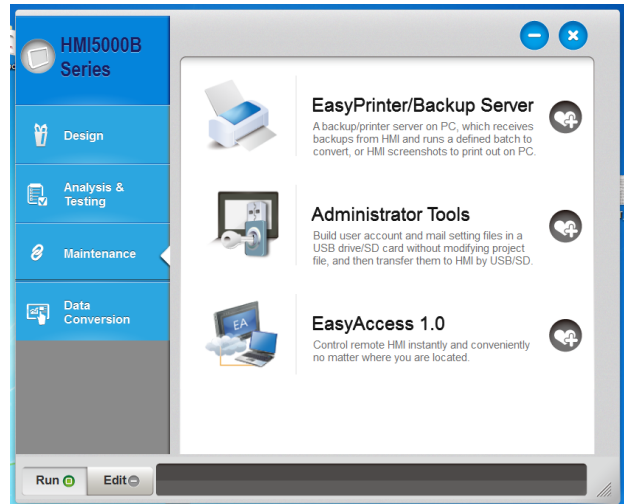 HMI5000B
Series
Design
Analysis &
Testing
Maintenance
Data
Conversion
EasyPrinter/Backup Server
A backup/printer server on PC, which receives
backups from HMI and runs a defined batch to
convert, or HMI screenshots to print out on PC.
Administrator Tools
Build user account and mail setting files in a
USB drive/SD card without modifying project
file, and then transfer them to HMI by USB/SD.
EA
EasyAccess 1.0
Control remote HMI instantly and conveniently
no matter where you are located.
Run
Edit